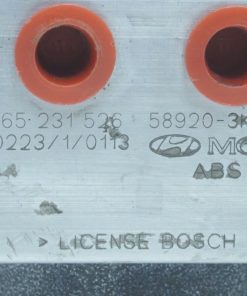 65 231 526 58920-3K
0223/1/0113 MO
A ABS
> LICENSE BOSCH